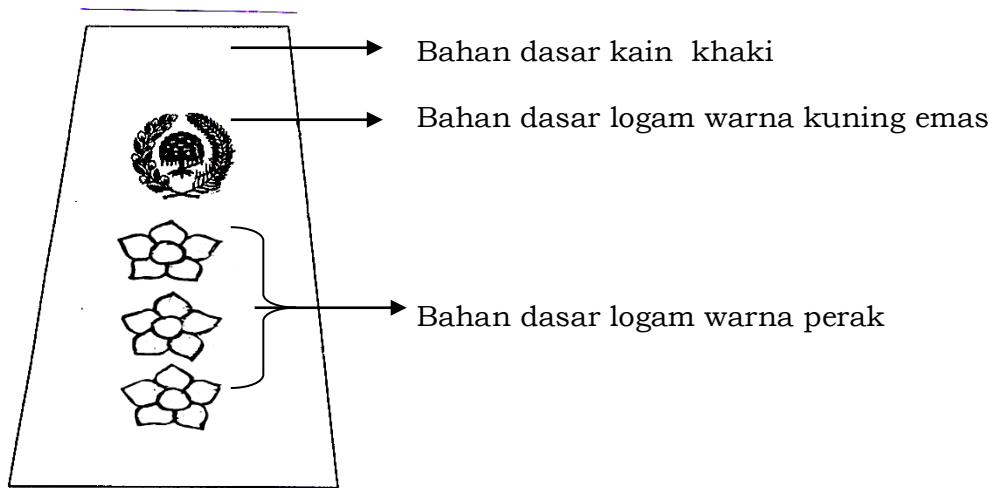 Bahan dasar kain khaki
Bahan dasar logam warna kuning emas
Bahan dasar logam warna perak